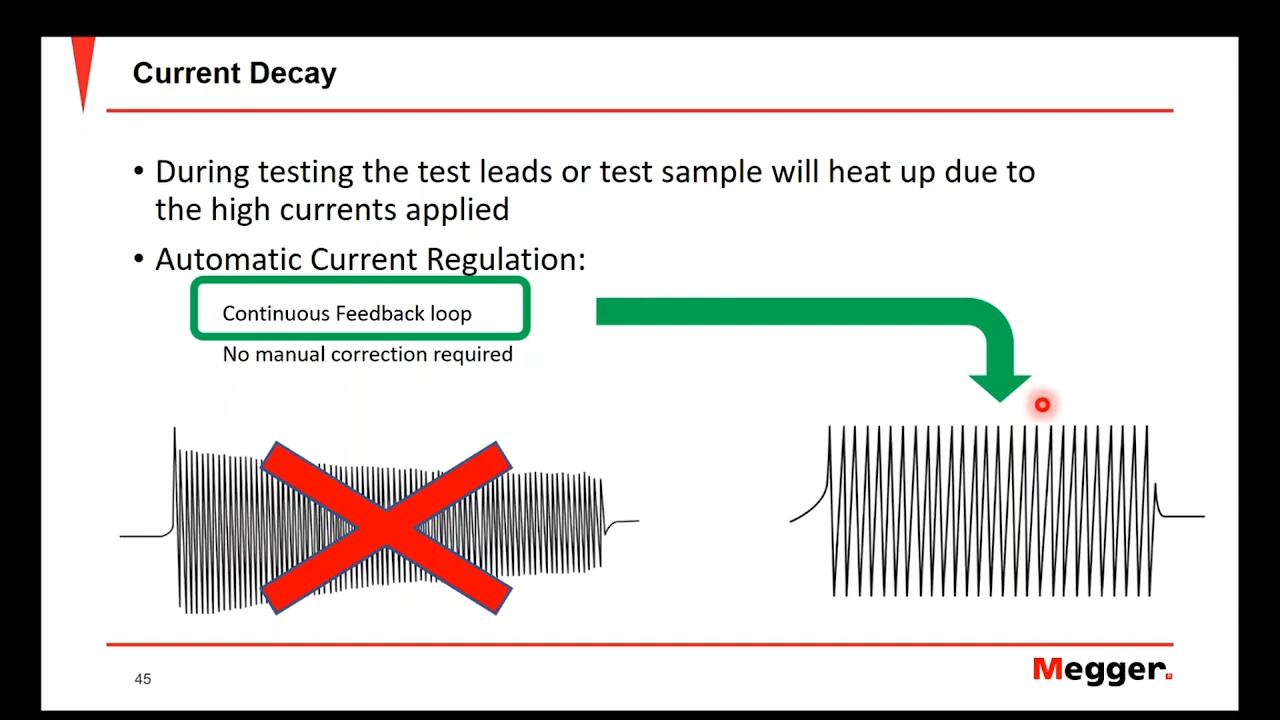 Current Decay
• During testing the test leads or test sample will heat up due to
the high currents applied
• Automatic Current Regulation:
Continuous Feedback loop
No manual correction required
45
Megger.